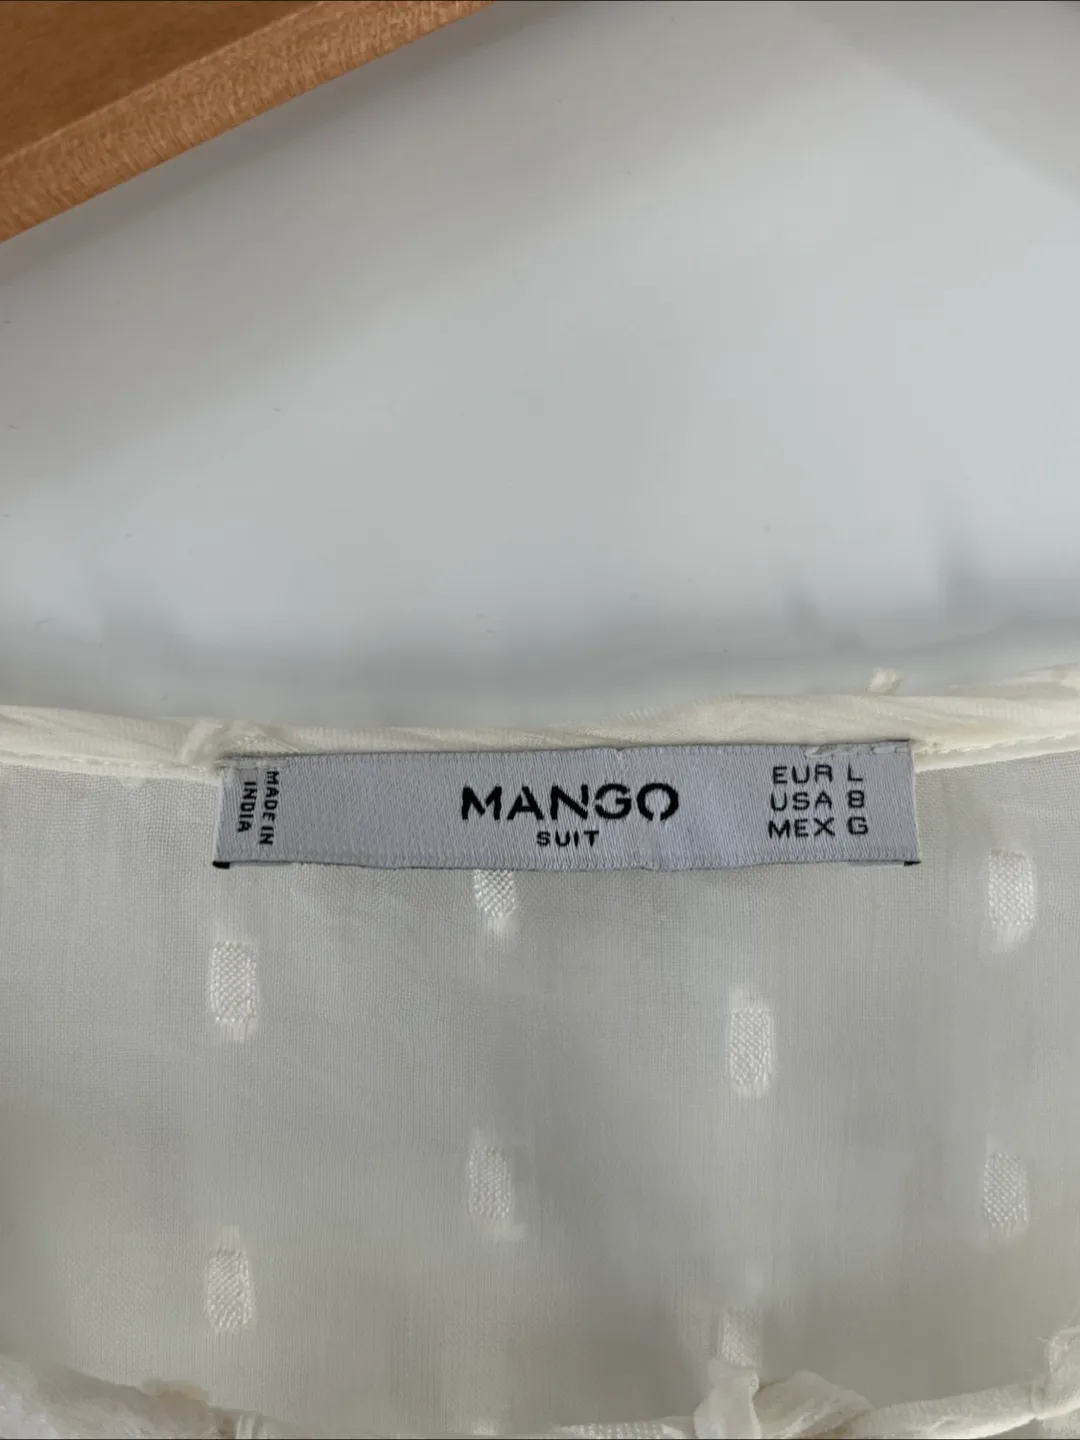 MADE IN
INDIA
MANGO
SUIT
EUR L
USA 8
MEX G